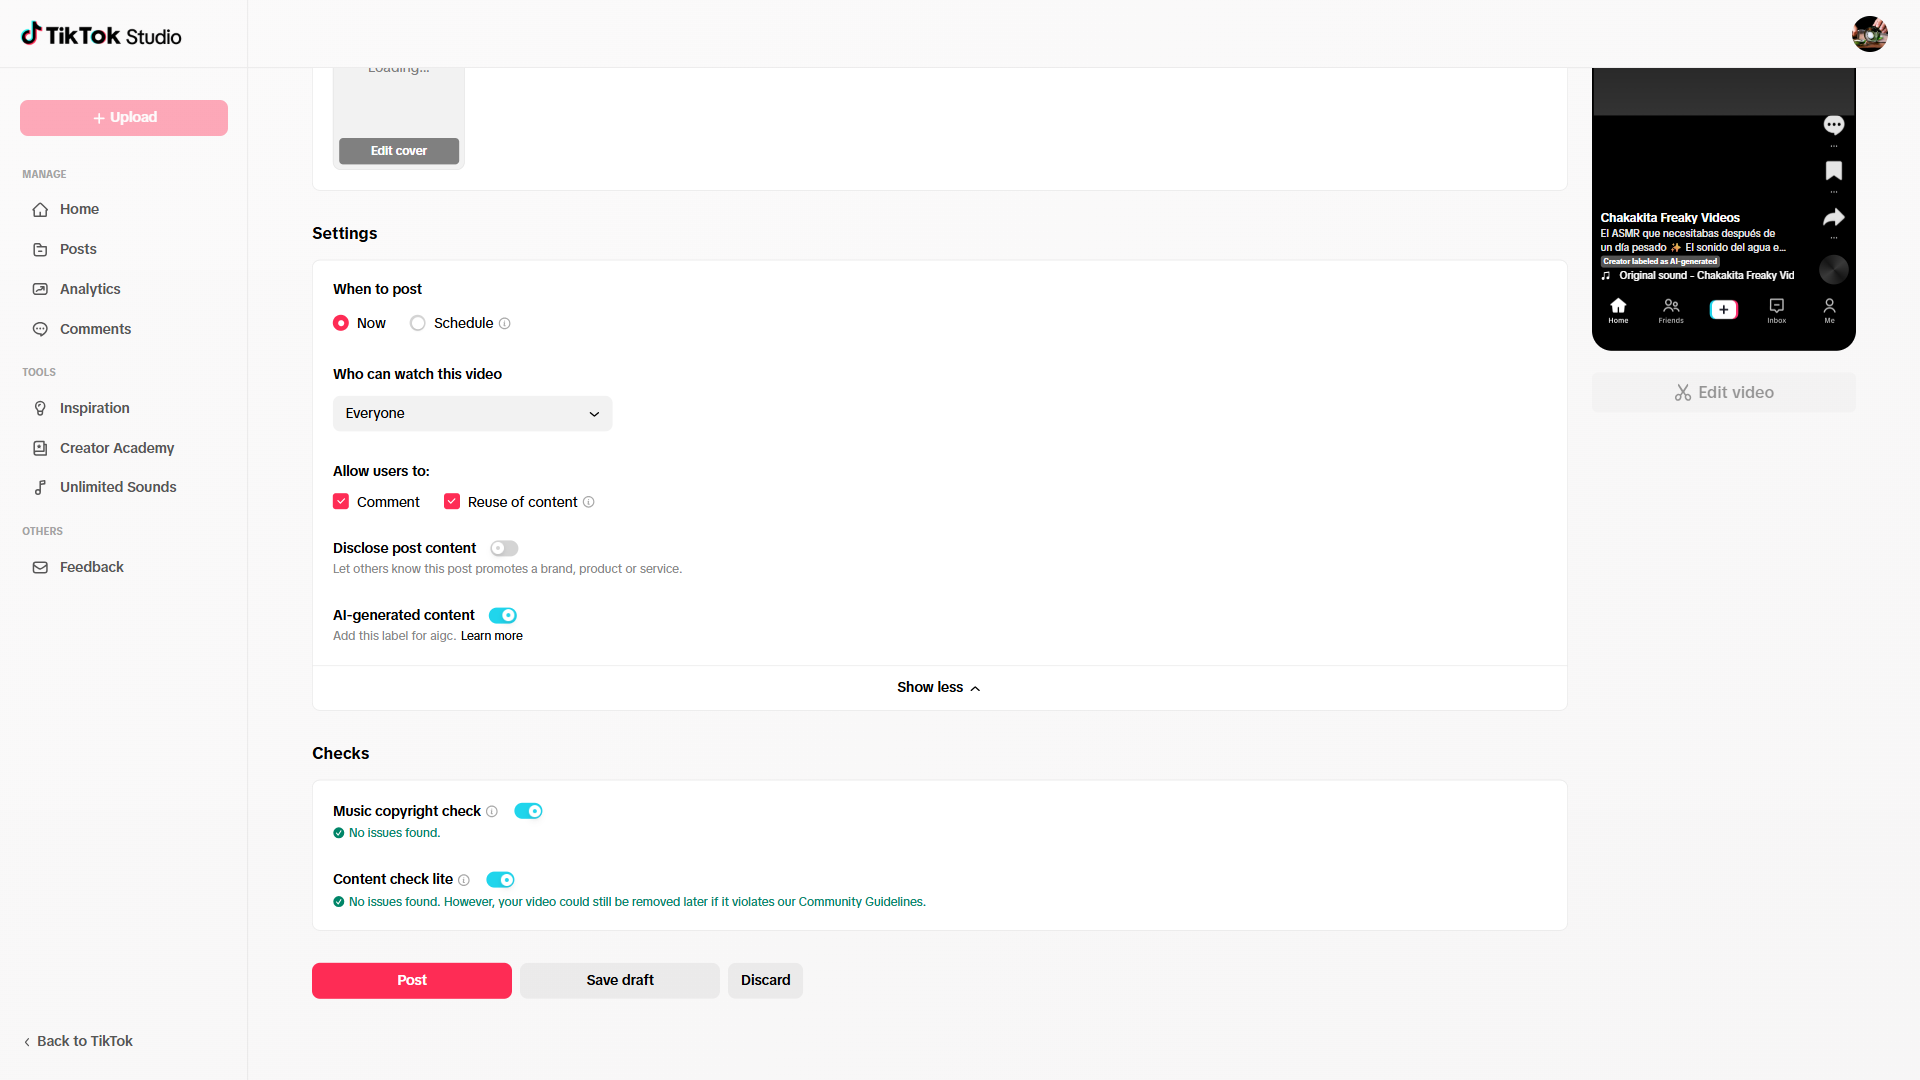 TikTok Studio
+ Upload
MANAGE
Home
Posts
Analytics
Comments
TOOLS
Inspiration
Creator Academy
Unlimited Sounds
OTHERS
Feedback
Back to TikTok
Loading...
Edit cover
Settings
When to post
Now
Schedule
Who can watch this video
Everyone
Allow users to:
Comment
Reuse of content
Disclose post content
Let others know this post promotes a brand, product or service.
AI-generated content
Add this label for aigc. Learn more
Show less
Checks
Music copyright check
No issues found.
Content check lite
No issues found. However, your video could still be removed later if it violates our Community Guidelines.
Post
Save draft
Discard
...
...
...
Chakakita Freaky Videos
El ASMR que necesitabas después de
un día pesado ✨ El sonido del agua e...
Creator labeled as AI-generated
Original sound - Chakakita Freaky Vid
Home
Friends
Inbox
Me
Edit video